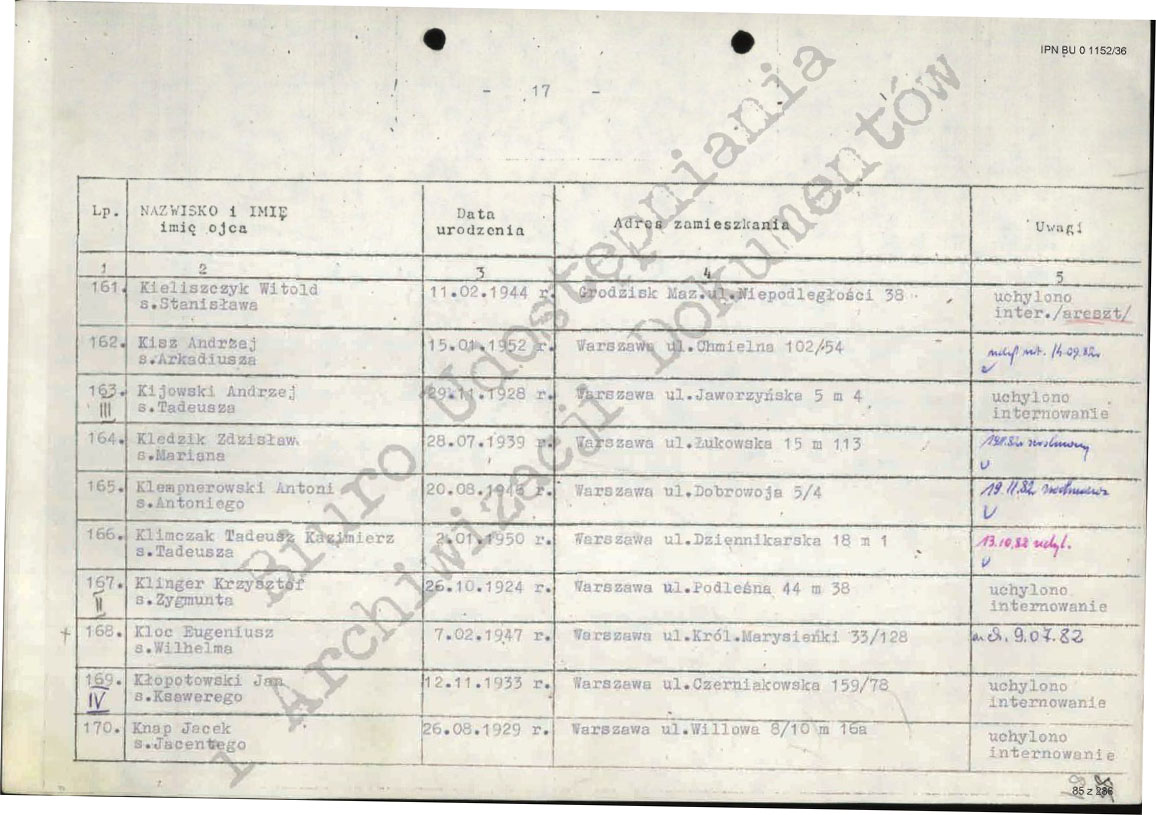 IPN BU 0 1152/36
- 17 -
Lp.
NAZWISKO i IMIĘ
imię ojca
Data
urodzenia
Adres zamieszkania
Uwagi
1 2 3 4 5
161. Kieliszczyk Witold 11.02.1944 r. Grodzisk Maz.ul.Niepodległości 38 uchylono
s.Stanisława inter./areszt/
162. Kisz Andrzej 15.01.1952 r. Warszawa ul.Chmielna 102/54
s.Arkadiusza 14.09.82
163. Kijowski Andrzej 29.11.1928 r. Warszawa ul.Jaworzyńska 5 m 4 uchylono
III s.Tadeusza internowanie
164. Kledzik Zdzisław 28.07.1939 r. Warszawa ul.Łukowska 15 m 113
s.Mariana
165. Klempnerowski Antoni 20.08.1946 r. Warszawa ul.Dobrowoja 5/4 19.11.82
s.Antoniego
166. Klimczak Tadeusz Kazimierz 2.01.1950 r. Warszawa ul.Dziennikarska 18 m 1 13.10.82 uchyl.
s.Tadeusza
167. Klinger Krzysztof 26.10.1924 r. Warszawa ul.Podleśna 44 m 38 uchylono
II s.Zygmunta internowanie
+ 168. Kloc Eugeniusz 7.02.1947 r. Warszawa ul.Król.Marysieńki 33/128 9.07.82
s.Wilhelma
169. Kłopotowski Jan 12.11.1933 r. Warszawa ul.Czerniakowska 159/78 uchylono
IV s.Ksawerego internowanie
170. Knap Jacek 26.08.1929 r. Warszawa ul.Willowa 8/10 m 16a uchylono
s.Jacentego internowanie
Biuro Udostępniania
i Archiwizacji Dokumentów
85 z 286